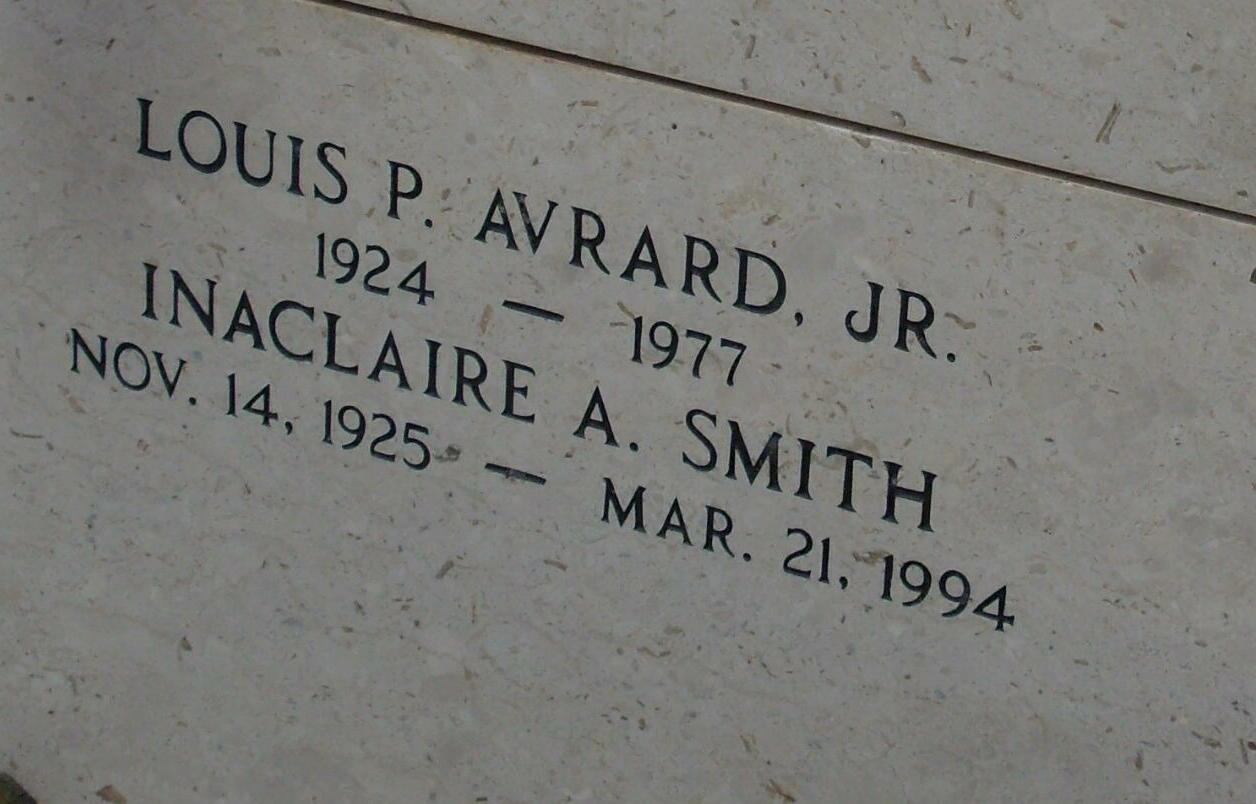 LOUIS P. AVRARD, JR.
1924 — 1977
INACLAIRE A. SMITH
NOV. 14, 1925 — MAR. 21, 1994